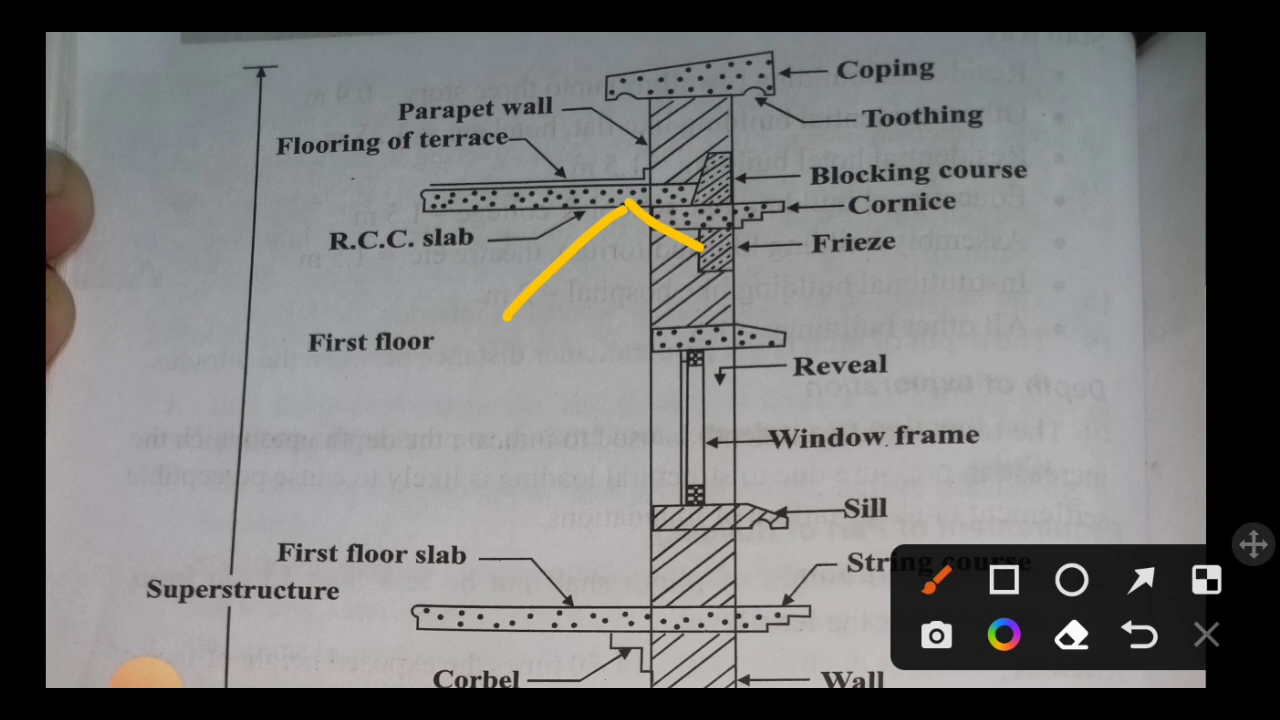 Coping
Parapet wall
Toothing
Flooring of terrace
Blocking course
Cornice
R.C.C. slab
Frieze
First floor
Reveal
Window frame
Sill
First floor slab
String course
Superstructure
Corbel
Wall